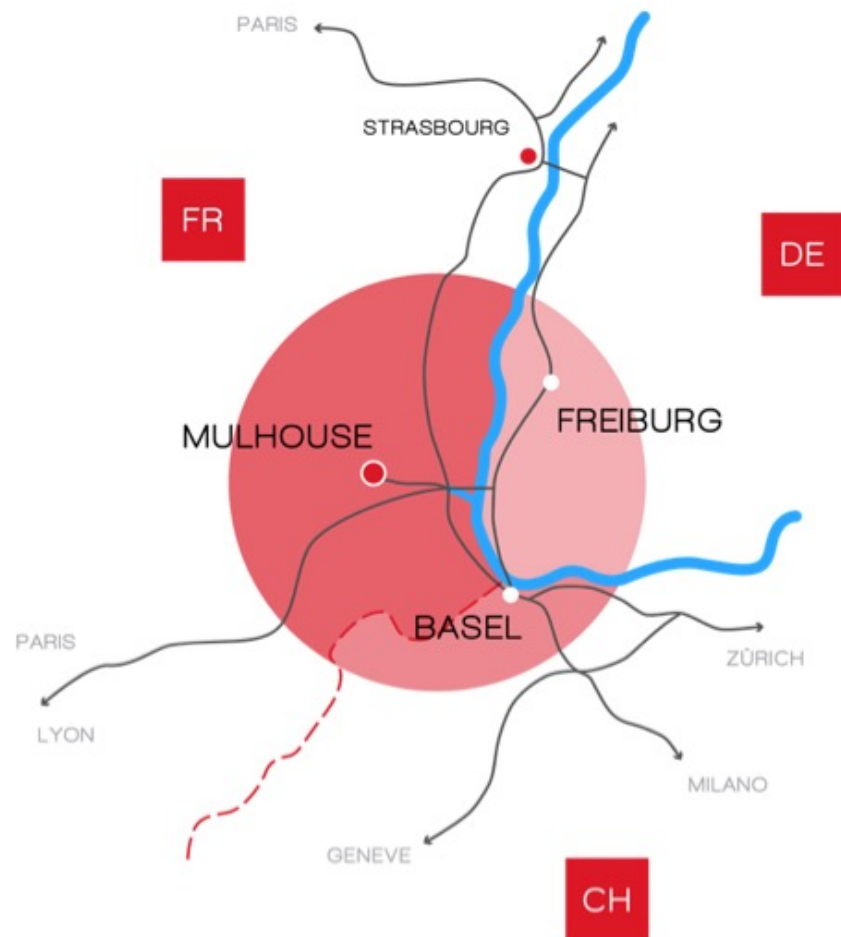 PARIS
STRASBOURG
FR
DE
FREIBURG
MULHOUSE
BASEL
PARIS
ZÜRICH
LYON
MILANO
GENEVE
CH